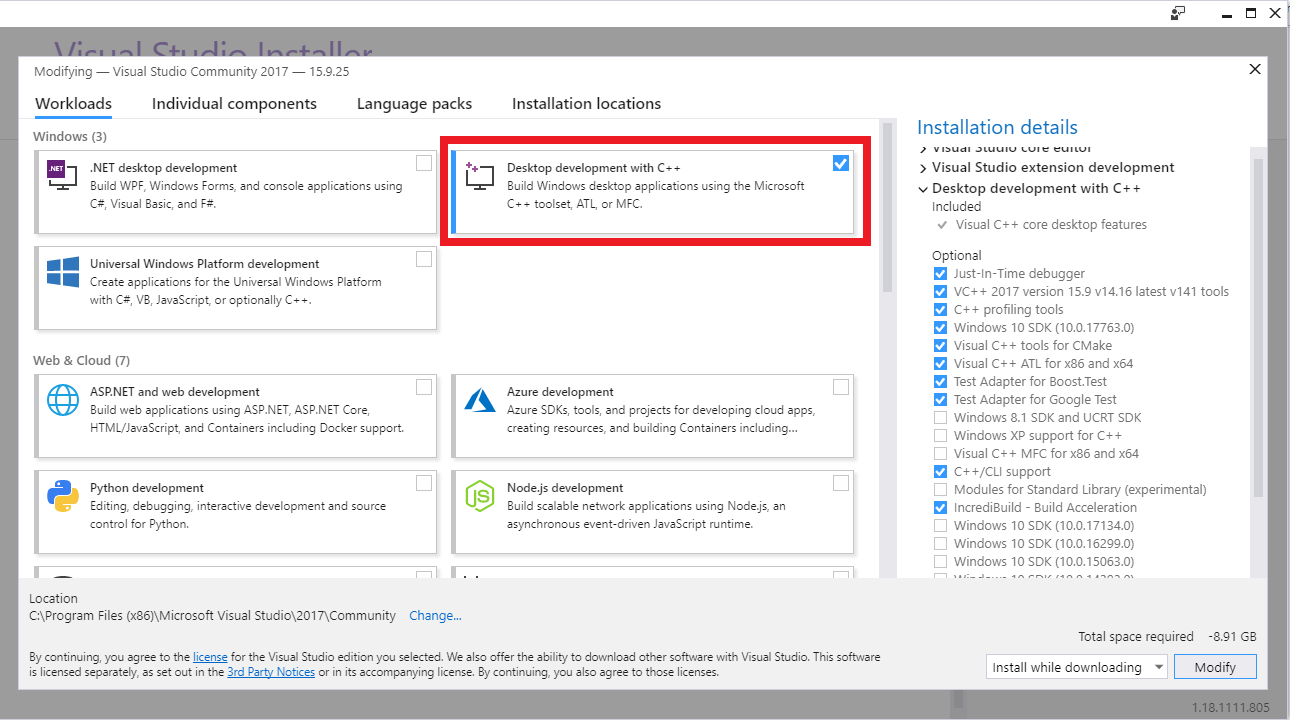 Visual Studio Installer
Modifying — Visual Studio Community 2017 — 15.9.25
Workloads
Individual components
Language packs
Installation locations
Windows (3)
.NET
.NET desktop development
Build WPF, Windows Forms, and console applications using
C#, Visual Basic, and F#.
Desktop development with C++
Build Windows desktop applications using the Microsoft
C++ toolset, ATL, or MFC.
Universal Windows Platform development
Create applications for the Universal Windows Platform
with C#, VB, JavaScript, or optionally C++.
Web & Cloud (7)
ASP.NET and web development
Build web applications using ASP.NET, ASP.NET Core,
HTML/JavaScript, and Containers including Docker support.
Azure development
Azure SDKs, tools, and projects for developing cloud apps,
creating resources, and building Containers including...
Python development
Editing, debugging, interactive development and source
control for Python.
JS
Node.js development
Build scalable network applications using Node.js, an
asynchronous event-driven JavaScript runtime.
Installation details
Visual Studio core editor
Visual Studio extension development
Desktop development with C++
Included
Visual C++ core desktop features
Optional
Just-In-Time debugger
VC++ 2017 version 15.9 v14.16 latest v141 tools
C++ profiling tools
Windows 10 SDK (10.0.17763.0)
Visual C++ tools for CMake
Visual C++ ATL for x86 and x64
Test Adapter for Boost.Test
Test Adapter for Google Test
Windows 8.1 SDK and UCRT SDK
Windows XP support for C++
Visual C++ MFC for x86 and x64
C++/CLI support
Modules for Standard Library (experimental)
IncrediBuild - Build Acceleration
Windows 10 SDK (10.0.17134.0)
Windows 10 SDK (10.0.16299.0)
Windows 10 SDK (10.0.15063.0)
Windows 10 SDK (10.0.14393.0)
Location
C:\Program Files (x86)\Microsoft Visual Studio\2017\Community
Change...
Total space required -8.91 GB
By continuing, you agree to the license for the Visual Studio edition you selected. We also offer the ability to download other software with Visual Studio. This software
is licensed separately, as set out in the 3rd Party Notices or in its accompanying license. By continuing, you also agree to those licenses.
Install while downloading
Modify
1.18.1111.805